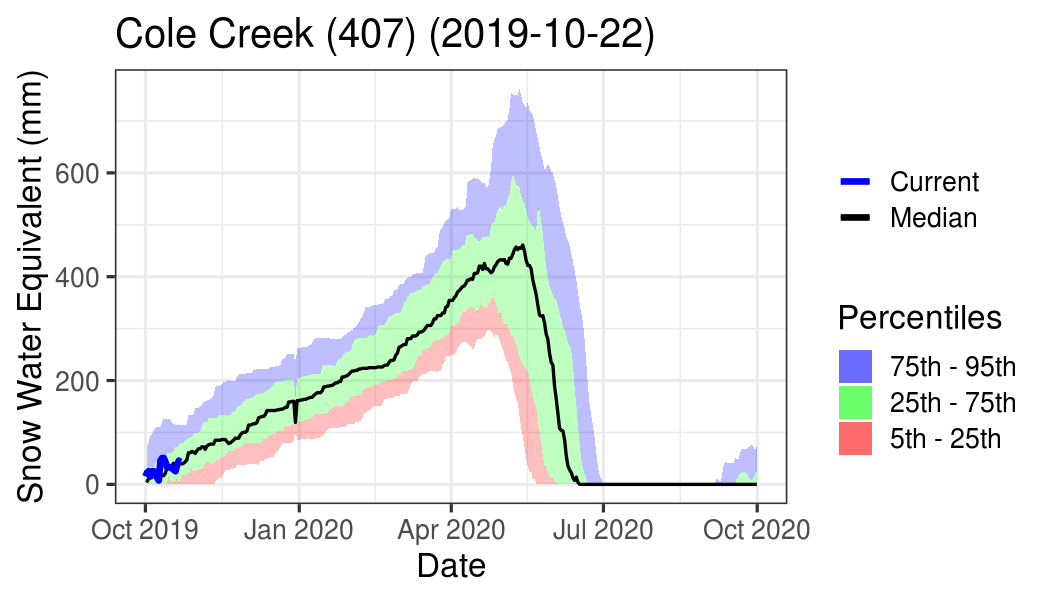 Cole Creek (407) (2019-10-22)
Snow Water Equivalent (mm)
600
400
200
0
Oct 2019 Jan 2020 Apr 2020 Jul 2020 Oct 2020
Date
Current
Median
Percentiles
75th - 95th
25th - 75th
5th - 25th